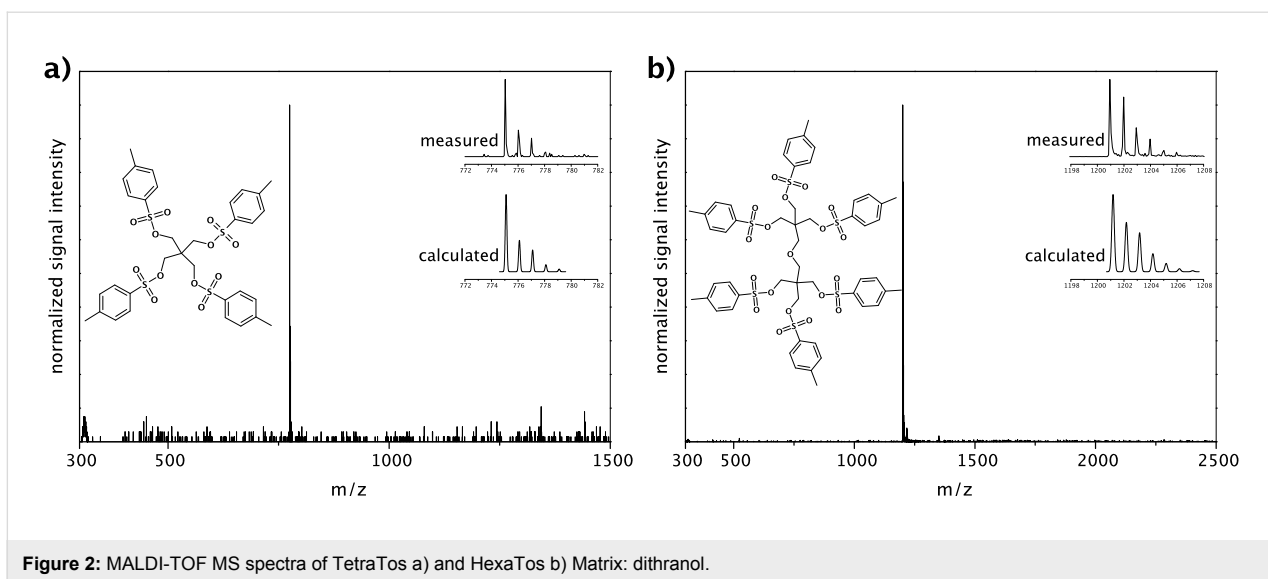 a)
normalized signal intensity
measured
772 774 776 778 780 782
calculated
772 774 776 778 780 782
O S O O
O S O O
O S O O
O S O O
300 500 1000 1500
m/z
b)
normalized signal intensity
measured
1198 1200 1202 1204 1206 1208
calculated
1198 1200 1202 1204 1206 1208
O S O O
O S O O
O S O O
O
O S O O
O S O O
O S O O
300 500 1000 1500 2000 2500
m/z
Figure 2: MALDI-TOF MS spectra of TetraTos a) and HexaTos b) Matrix: dithranol.